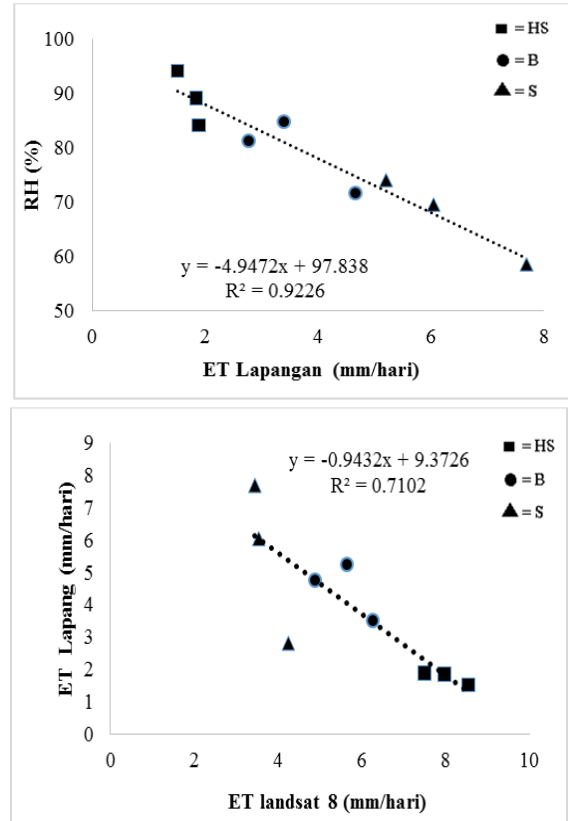 = HS
= B
= S
100
90
80
70
60
50
RH (%)
y = -4.9472x + 97.838
R² = 0.9226
0 2 4 6 8
ET Lapangan (mm/hari)
= HS
= B
= S
y = -0.9432x + 9.3726
R² = 0.7102
9
8
7
6
5
4
3
2
1
0
ET Lapang (mm/hari)
0 2 4 6 8 10
ET landsat 8 (mm/hari)